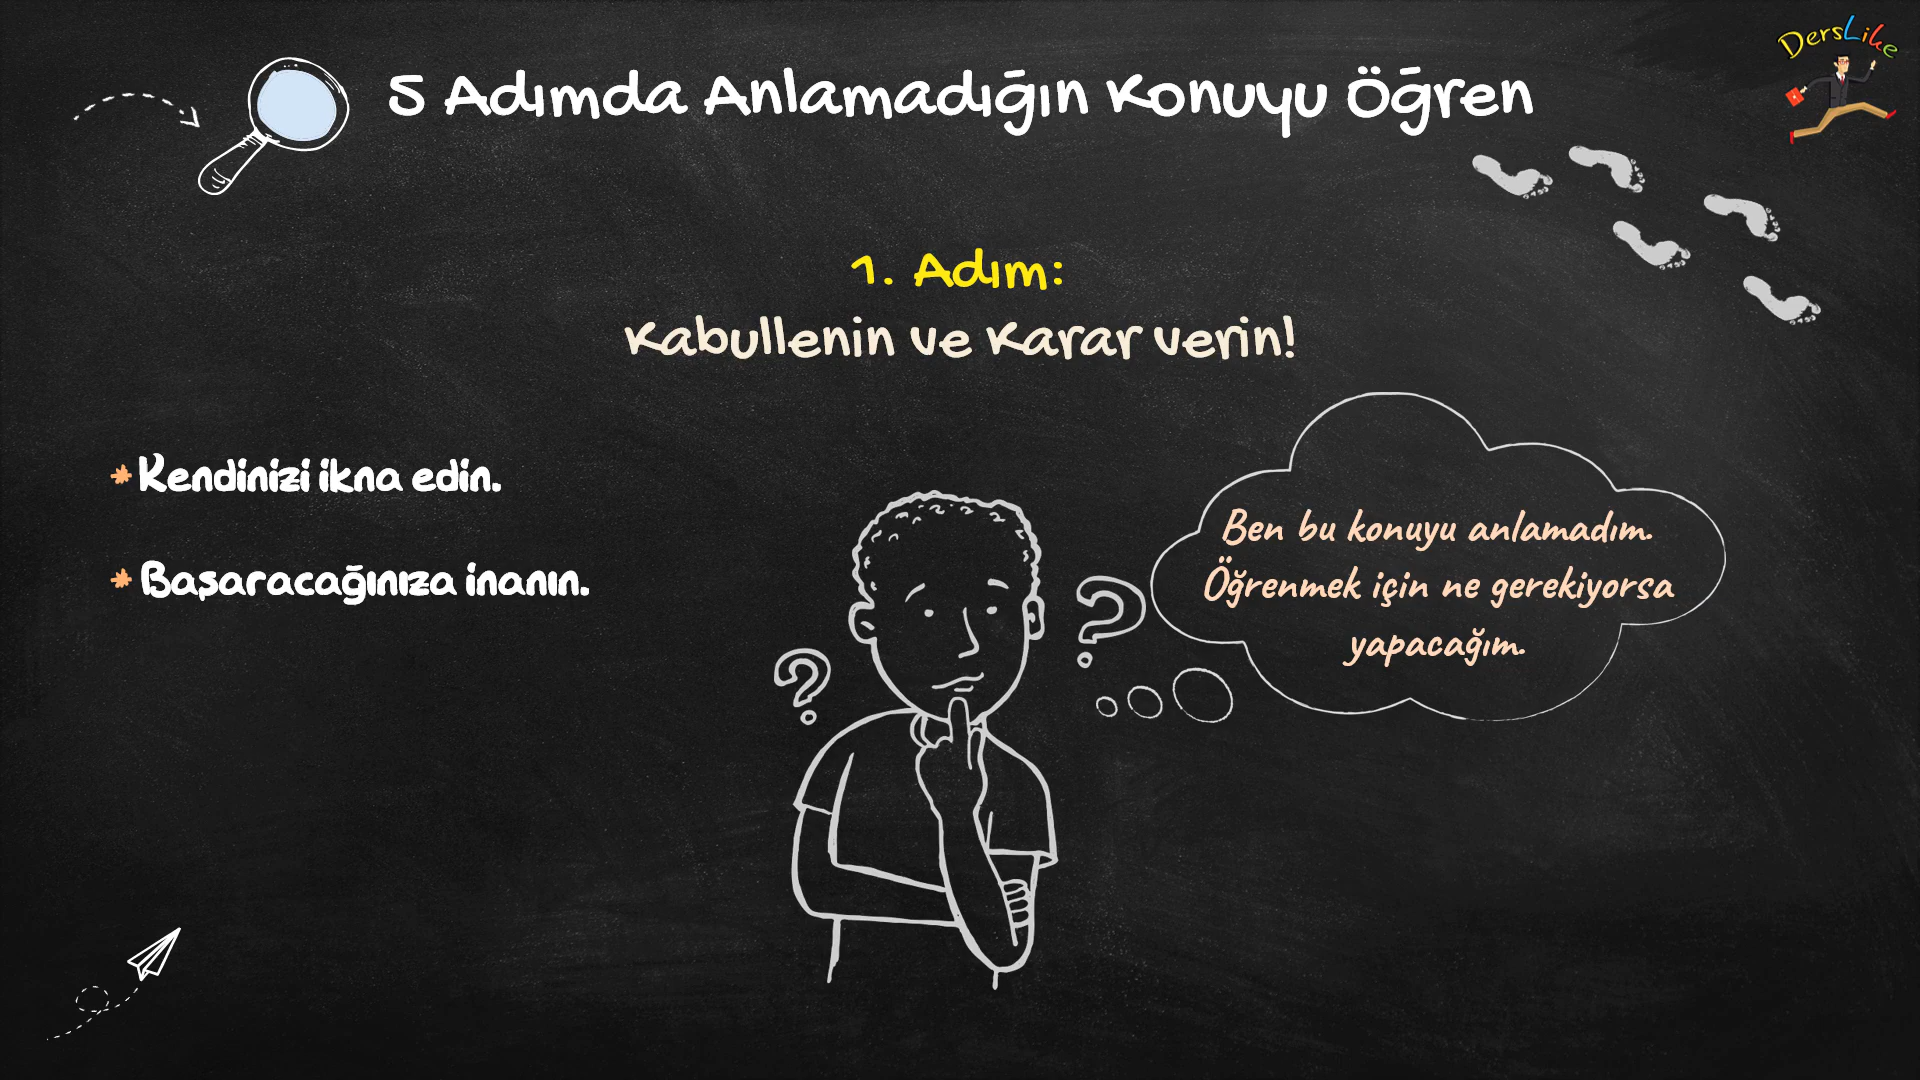 DersLike
5 Adımda Anlamadığın Konuyu Öğren
1. Adım:
Kabullenin ve Karar verin!
* Kendinizi ikna edin.
* Başaracağınıza inanın.
Ben bu konuyu anlamadım.
Öğrenmek için ne gerekiyorsa
yapacağım.
? ?